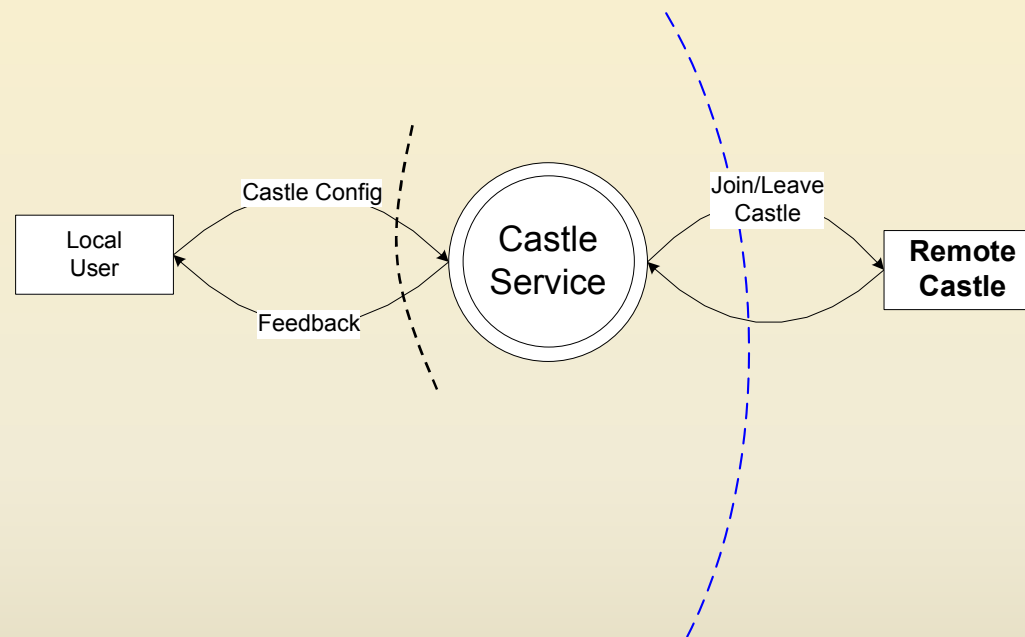 Castle Config
Local
User
Feedback
Castle
Service
Join/Leave
Castle
Remote
Castle